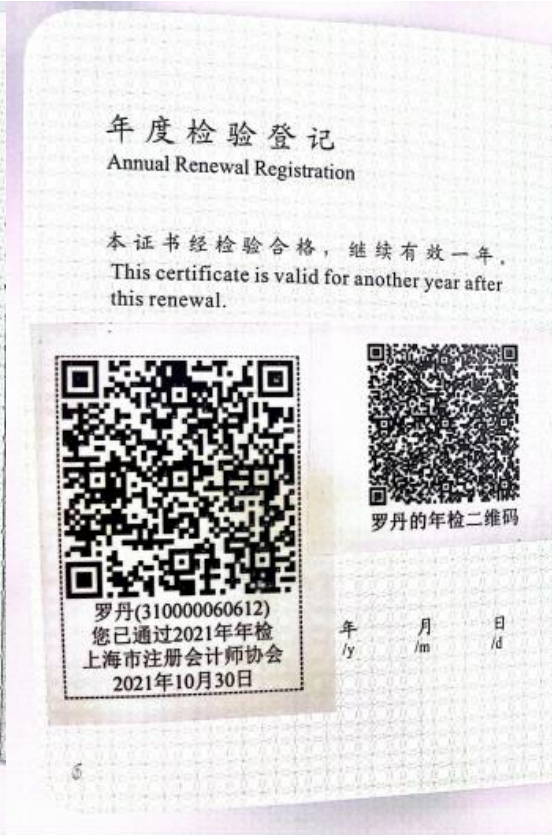 年度检验登记
Annual Renewal Registration
本证书经检验合格，继续有效一年。
This certificate is valid for another year after
this renewal.
罗丹(310000060612)
您已通过2021年年检
上海市注册会计师协会
2021年10月30日
罗丹的年检二维码
年 月 日
/y /m /d
6